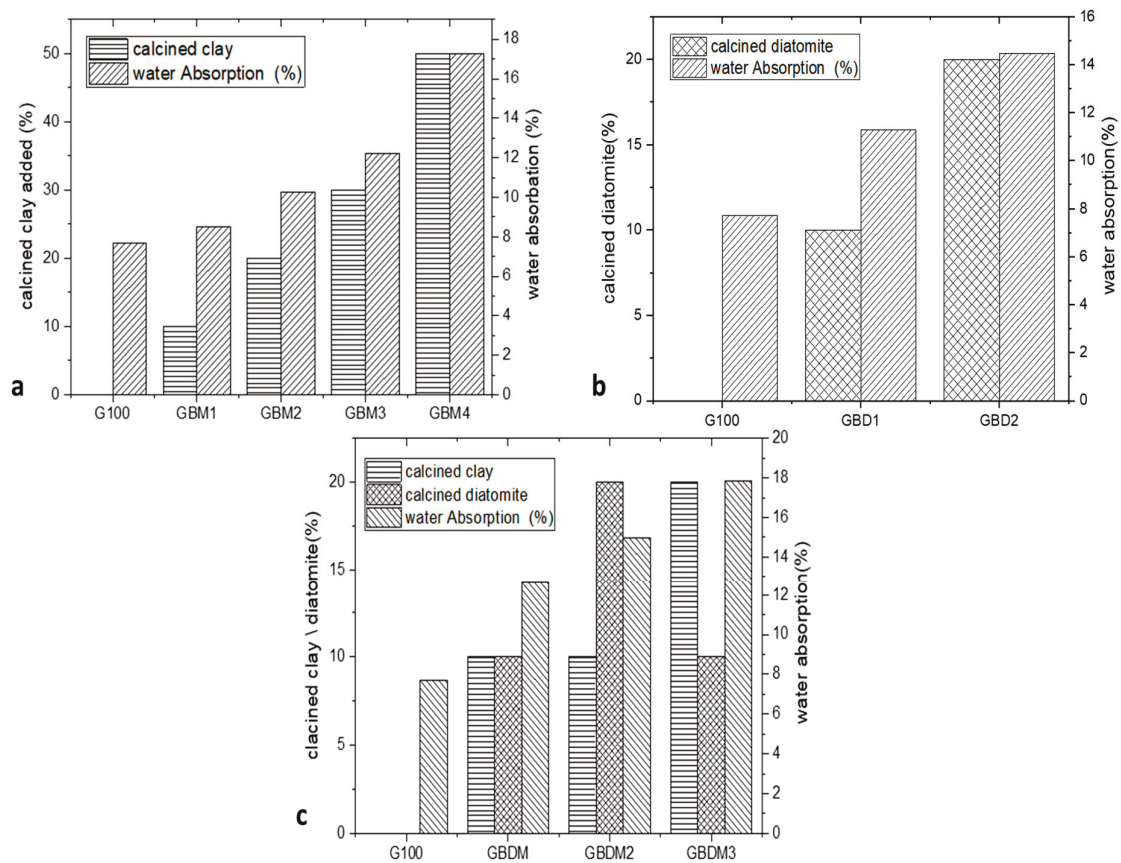 calcined clay
water Absorption (%)
calcined clay added (%)
0
10
20
30
40
50
water absorbation (%)
0
2
4
6
8
10
12
14
16
18
G100 GBM1 GBM2 GBM3 GBM4
a
calcined diatomite
water Absorption (%)
calcined diatomite(%)
0
5
10
15
20
water absorption(%)
0
2
4
6
8
10
12
14
16
G100 GBD1 GBD2
b
calcined clay
calcined diatomite
water Absorption (%)
clacined clay \ diatomite(%)
0
5
10
15
20
water absorption(%)
0
2
4
6
8
10
12
14
16
18
20
G100 GBDM GBDM2 GBDM3
c